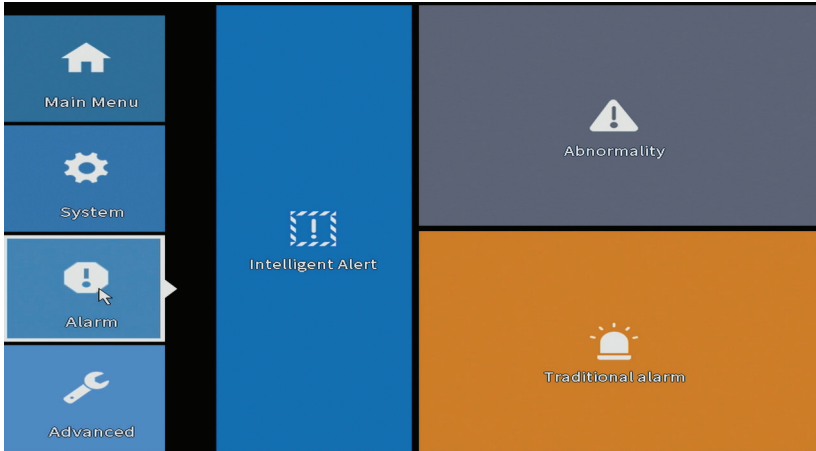 Main Menu
System
Alarm
Advanced
Intelligent Alert
Abnormality
Traditional alarm